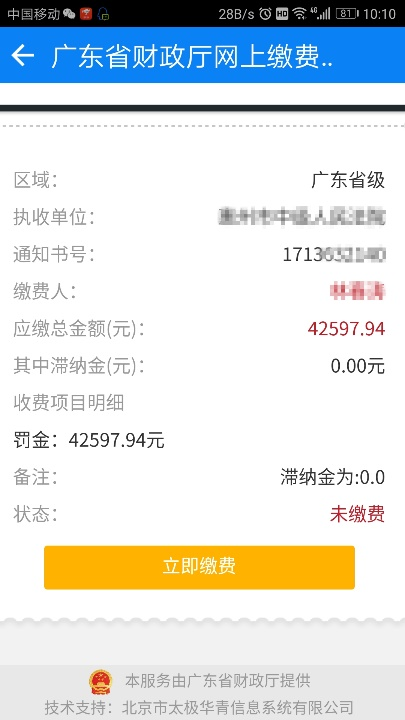 中国移动
28B/s
4G
81
10:10
广东省财政厅网上缴费..
区域： 广东省级
执收单位：
通知书号： 1713632140
缴费人：
应缴总金额(元)： 42597.94
其中滞纳金(元)： 0.00元
收费项目明细
罚金：42597.94元
备注： 滞纳金为:0.0
状态： 未缴费
立即缴费
本服务由广东省财政厅提供
技术支持：北京市太极华青信息系统有限公司